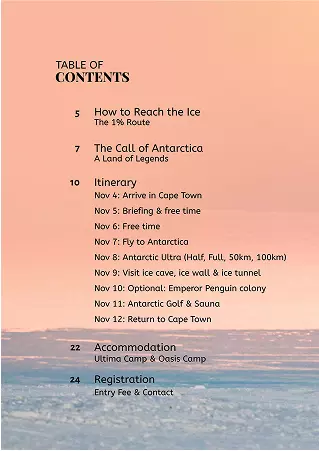 TABLE OF
CONTENTS
5 How to Reach the Ice
The 1% Route
7 The Call of Antarctica
A Land of Legends
10 Itinerary
Nov 4: Arrive in Cape Town
Nov 5: Briefing & free time
Nov 6: Free time
Nov 7: Fly to Antarctica
Nov 8: Antarctic Ultra (Half, Full, 50km, 100km)
Nov 9: Visit ice cave, ice wall & ice tunnel
Nov 10: Optional: Emperor Penguin colony
Nov 11: Antarctic Golf & Sauna
Nov 12: Return to Cape Town
22 Accommodation
Ultima Camp & Oasis Camp
24 Registration
Entry Fee & Contact